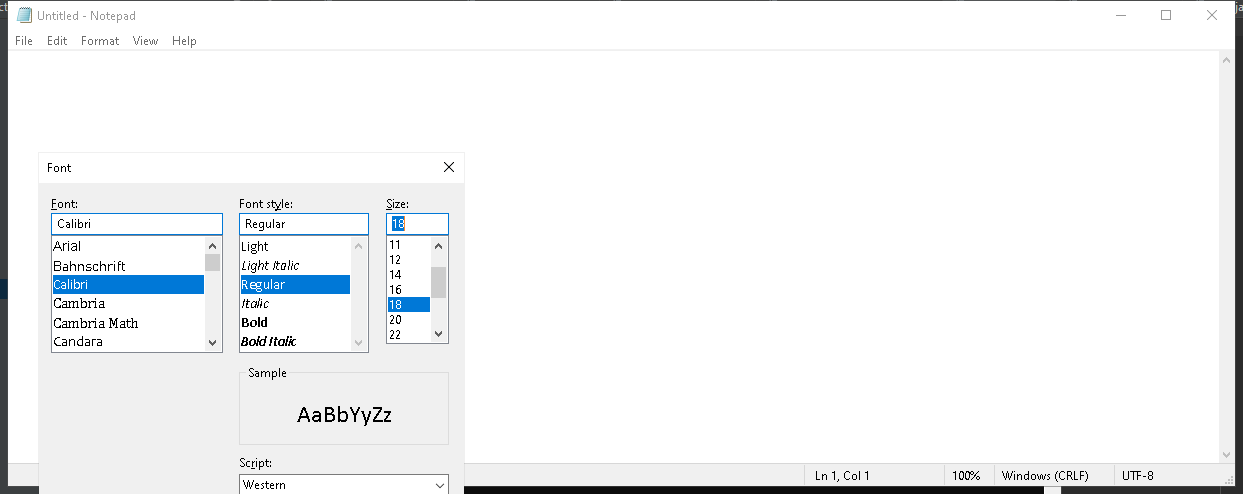 Untitled - Notepad
File Edit Format View Help
Font
Font: Font style: Size:
Calibri Regular 18
Arial Light 11
Bahnschrift Light Italic 12
Calibri Regular 14
Cambria Italic 16
Cambria Math Bold 18
Candara Bold Italic 20
22
Sample
AaBbYyZz
Script:
Western
Ln 1, Col 1 100% Windows (CRLF) UTF-8